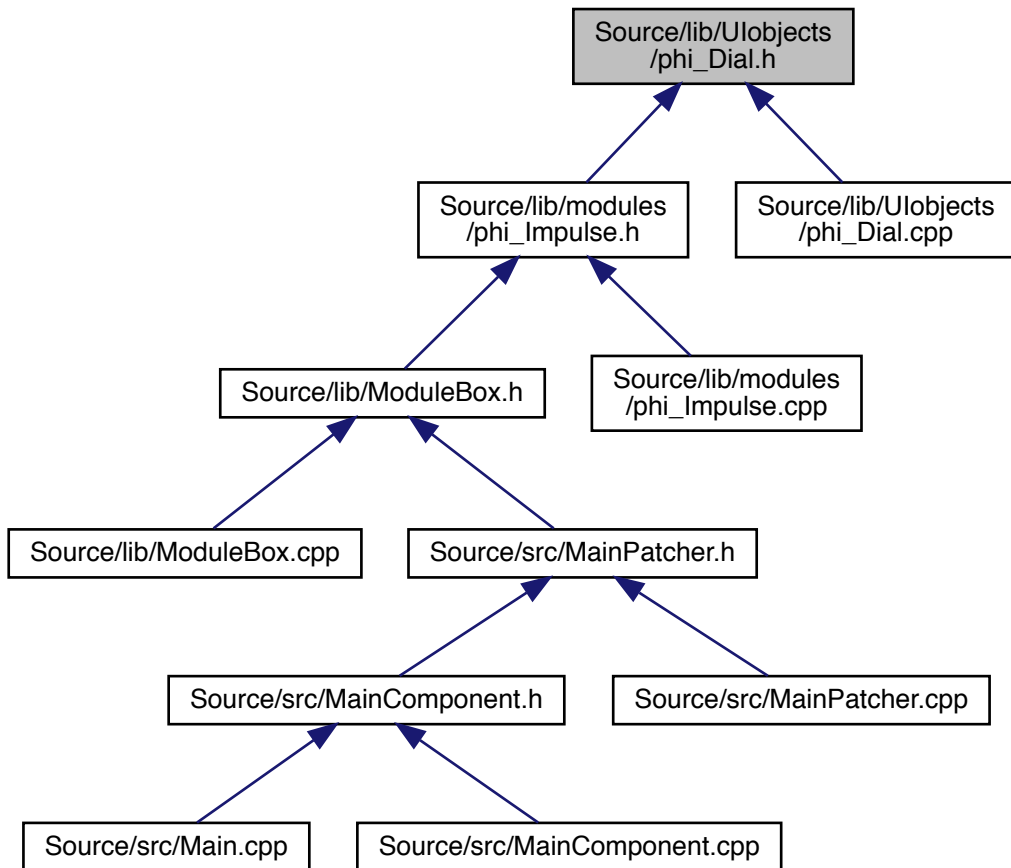 Source/lib/UIobjects
/phi_Dial.h
Source/lib/modules
/phi_Impulse.h
Source/lib/UIobjects
/phi_Dial.cpp
Source/lib/ModuleBox.h
Source/lib/modules
/phi_Impulse.cpp
Source/lib/ModuleBox.cpp
Source/src/MainPatcher.h
Source/src/MainComponent.h
Source/src/MainPatcher.cpp
Source/src/Main.cpp
Source/src/MainComponent.cpp